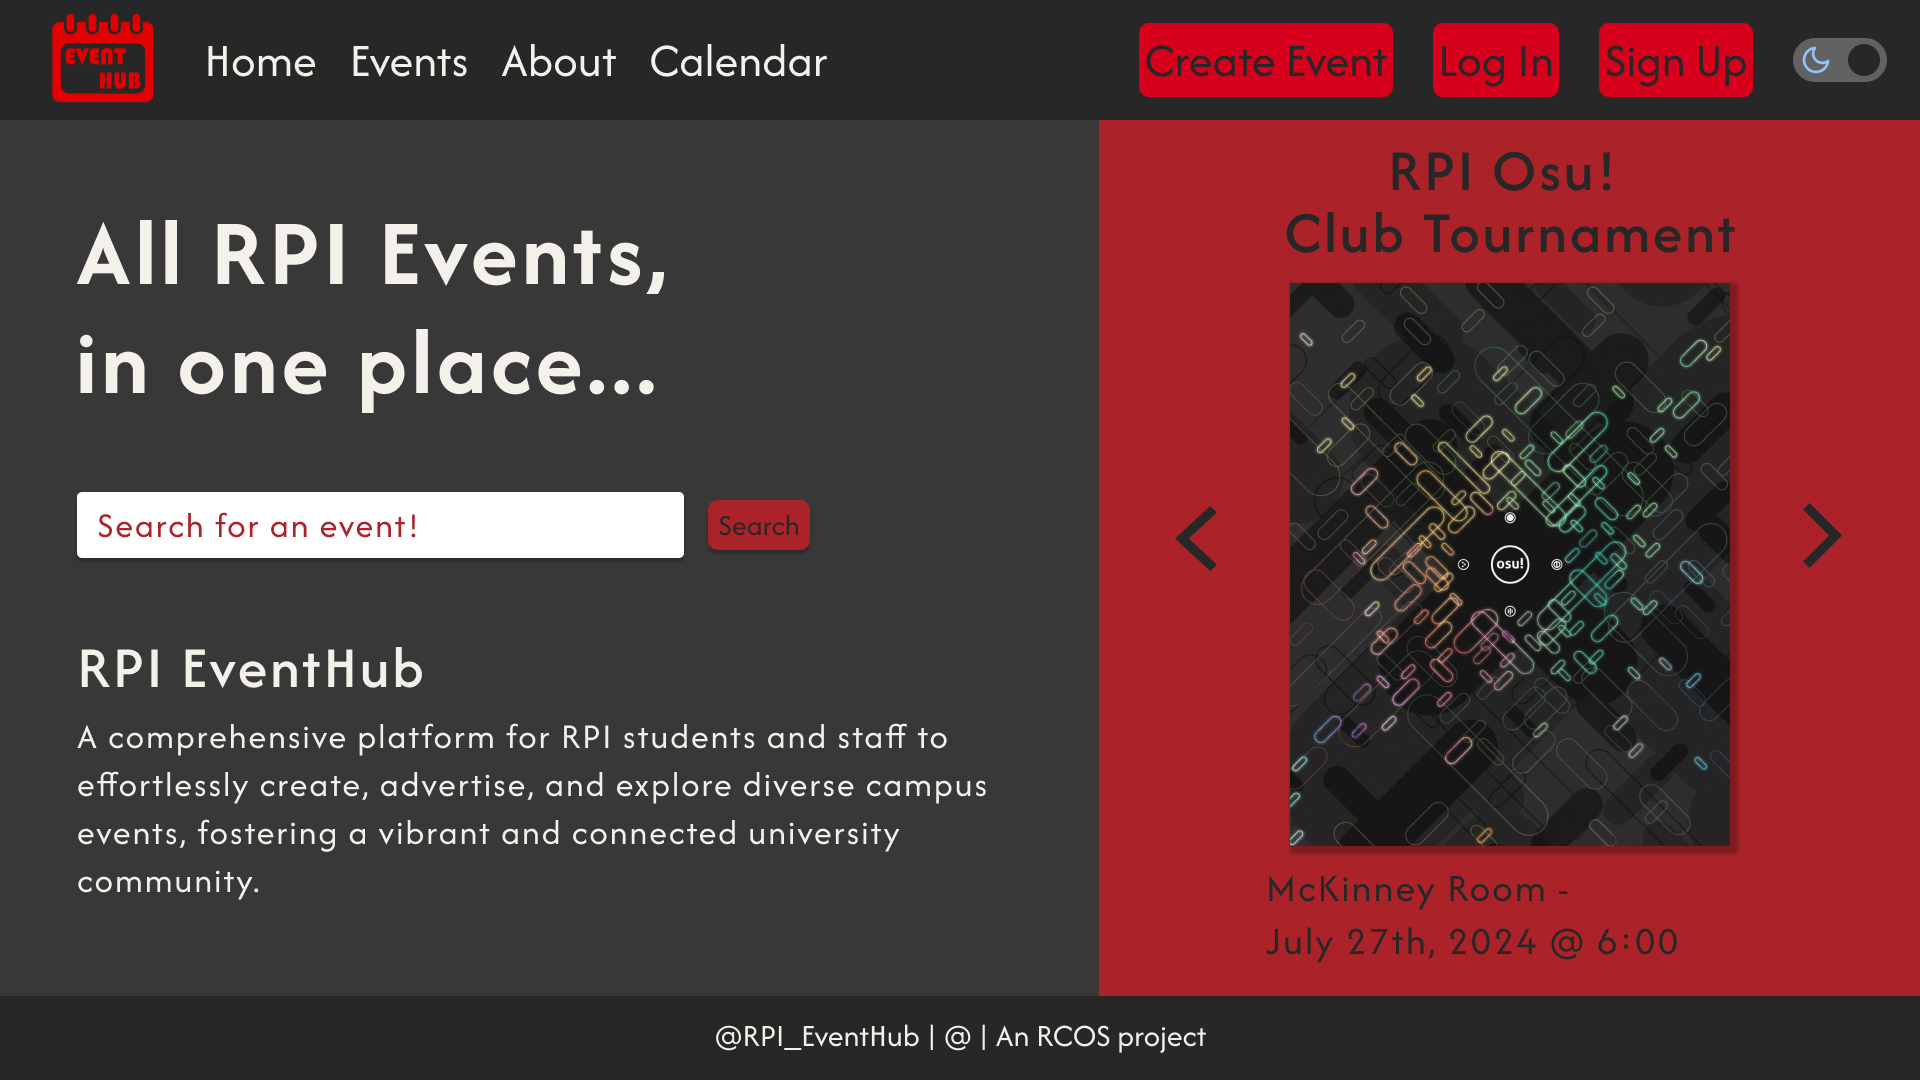 EVENT
HUB
Home Events About Calendar
Create Event Log In Sign Up
All RPI Events,
in one place...
Search for an event! Search
RPI EventHub
A comprehensive platform for RPI students and staff to
effortlessly create, advertise, and explore diverse campus
events, fostering a vibrant and connected university
community.
RPI Osu!
Club Tournament
osu!
McKinney Room -
July 27th, 2024 @ 6:00
@RPI_EventHub | @ | An RCOS project